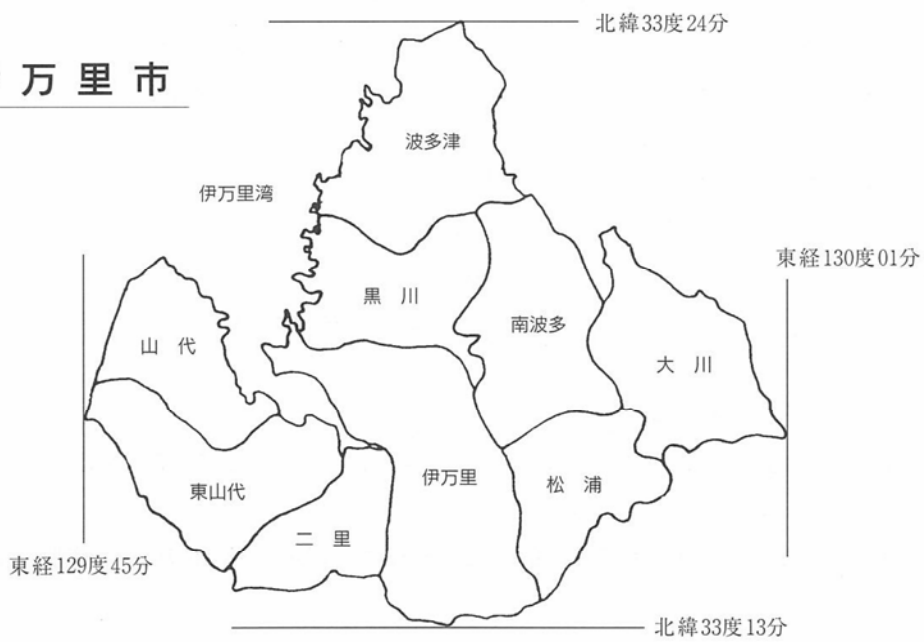 万里市
北緯33度24分
波多津
伊万里湾
東経130度01分
黒川
南波多
山代
大川
伊万里
松浦
東山代
二里
東経129度45分
北緯33度13分